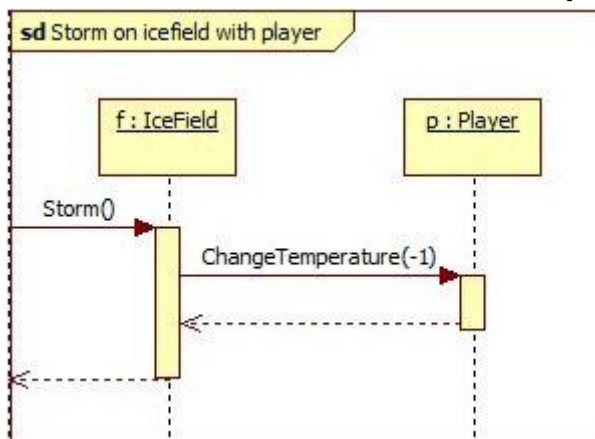 sd Storm on icefield with player
f : IceField
p : Player
Storm()
ChangeTemperature(-1)